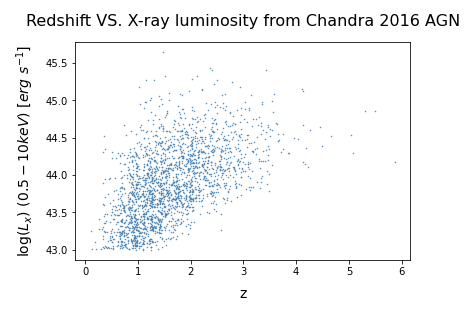 Redshift VS. X-ray luminosity from Chandra 2016 AGN
log(Lₓ) (0.5 − 10keV) [erg s⁻¹]
45.5
45.0
44.5
44.0
43.5
43.0
0 1 2 3 4 5 6
z